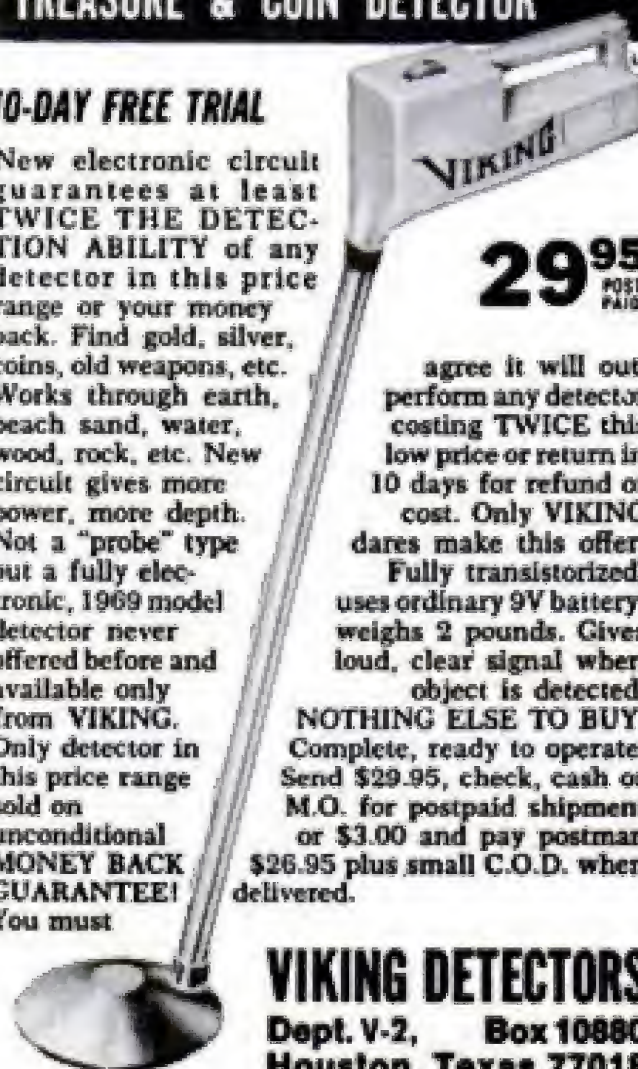 TREASURE & COIN DETECTOR
10-DAY FREE TRIAL
New electronic circuit
guarantees at least
TWICE THE DETEC-
TION ABILITY of any
detector in this price
range or your money
back. Find gold, silver,
coins, old weapons, etc.
Works through earth,
beach sand, water,
wood, rock, etc. New
circuit gives more
power, more depth.
Not a "probe" type
but a fully elec-
tronic, 1969 model
detector never
offered before and
available only
from VIKING.
Only detector in
this price range
sold on
unconditional
MONEY BACK
GUARANTEE!
You must
VIKING
29 95
POST
PAID
agree it will out
perform any detector
costing TWICE this
low price or return in
10 days for refund of
cost. Only VIKING
dares make this offer
Fully transistorized
uses ordinary 9V battery
weighs 2 pounds. Gives
loud, clear signal when
object is detected
NOTHING ELSE TO BUY
Complete, ready to operate
Send $29.95, check, cash or
M.O. for postpaid shipment
or $3.00 and pay postman
$26.95 plus small C.O.D. when
delivered.
VIKING DETECTORS
Dept. V-2, Box 10880
Houston, Texas 77018